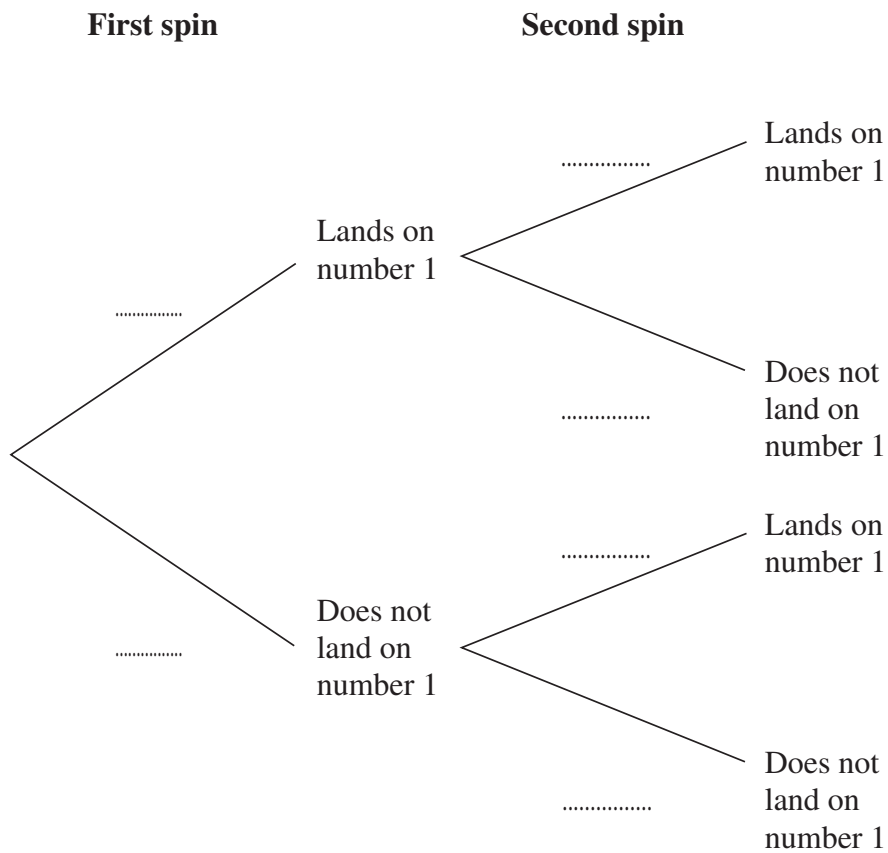 First spin
Second spin
Lands on
number 1
Lands on
number 1
Does not
land on
number 1
Lands on
number 1
Does not
land on
number 1
Does not
land on
number 1